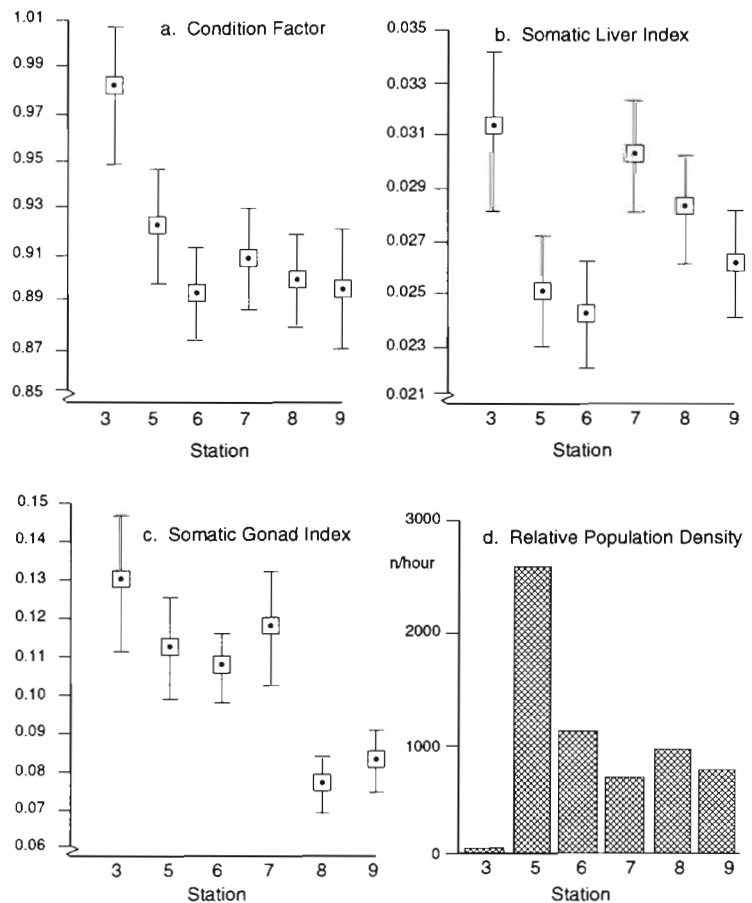 a. Condition Factor
1.01
0.99
0.97
0.95
0.93
0.91
0.89
0.87
0.85
3 5 6 7 8 9
Station
b. Somatic Liver Index
0.035
0.033
0.031
0.029
0.027
0.025
0.023
0.021
3 5 6 7 8 9
Station
c. Somatic Gonad Index
0.15
0.14
0.13
0.12
0.11
0.10
0.09
0.08
0.07
0.06
3 5 6 7 8 9
Station
d. Relative Population Density
3000
n/hour
2000
1000
0
3 5 6 7 8 9
Station